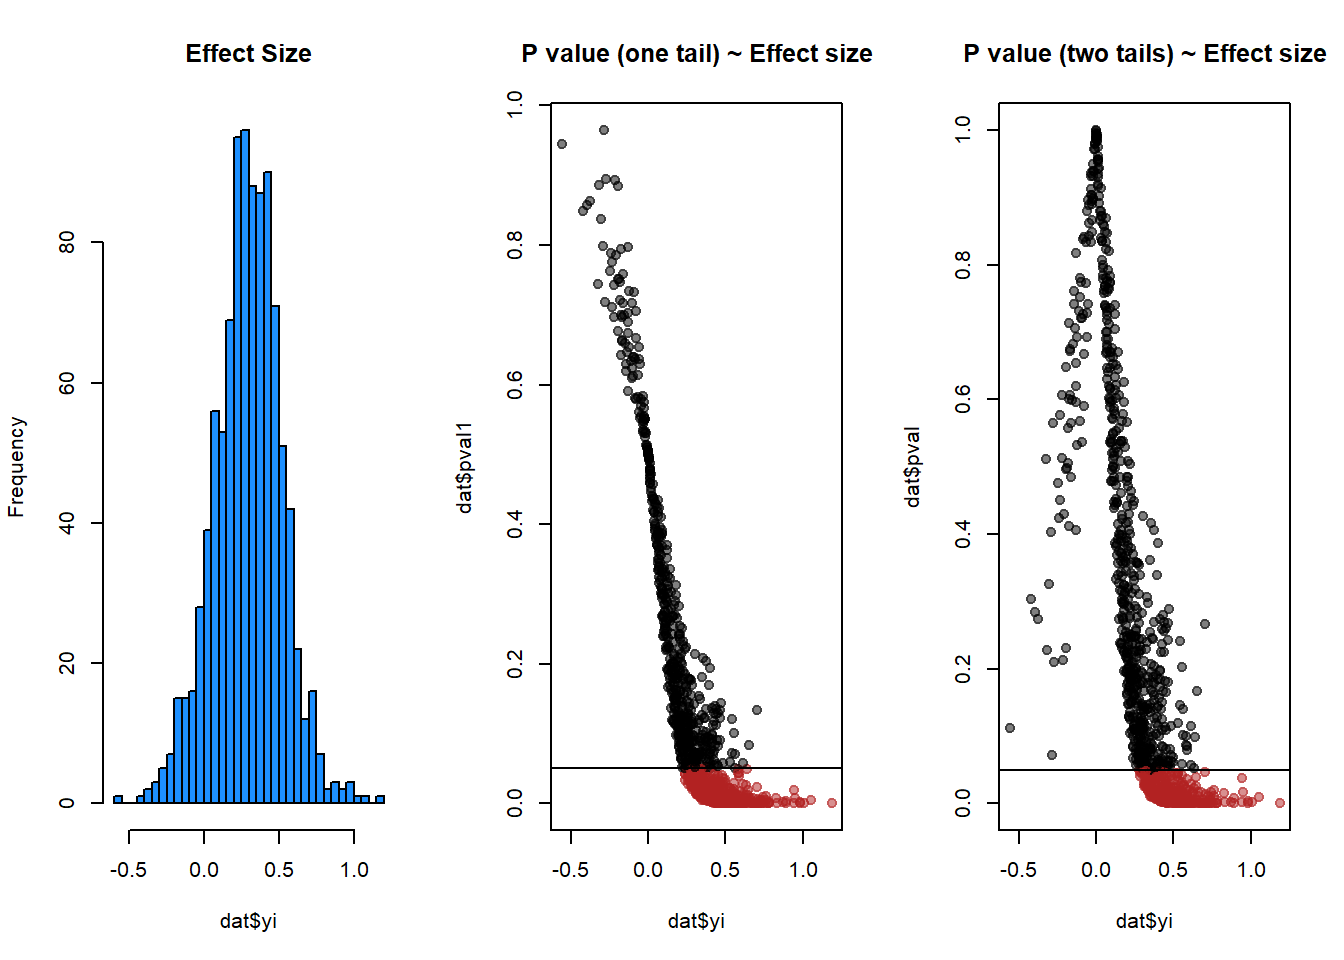 Effect Size
Frequency
0 20 40 60 80
-0.5 0.0 0.5 1.0
dat$yi
P value (one tail) ~ Effect size
dat$pval1
0.0 0.2 0.4 0.6 0.8 1.0
-0.5 0.0 0.5 1.0
dat$yi
P value (two tails) ~ Effect size
dat$pval
0.0 0.2 0.4 0.6 0.8 1.0
-0.5 0.0 0.5 1.0
dat$yi